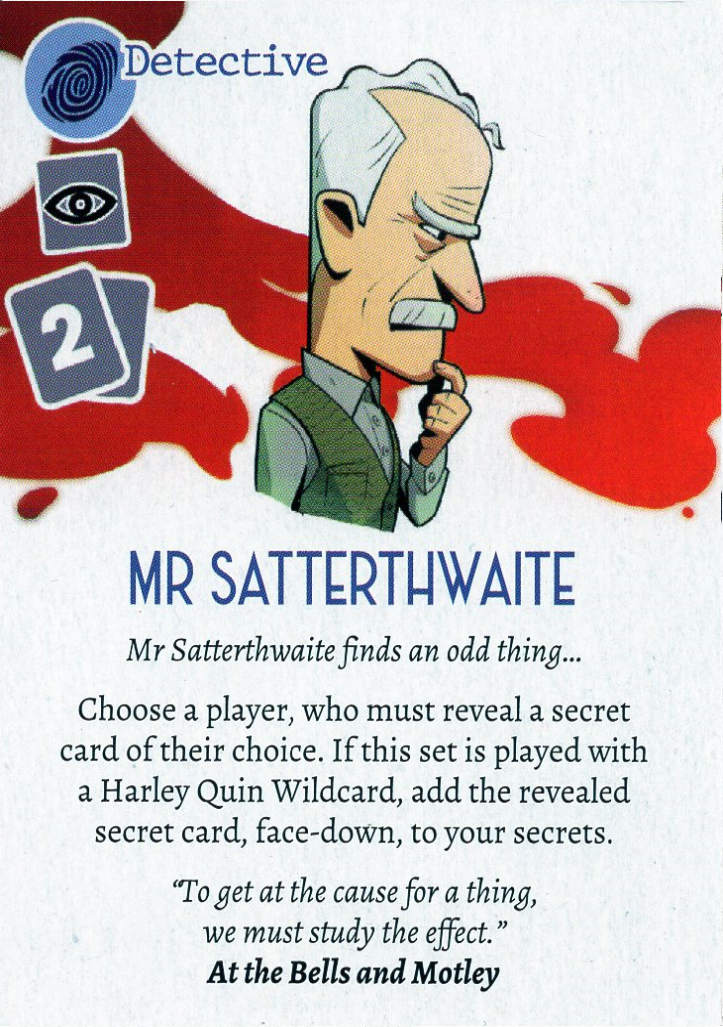 Detective
2
MR SATTERTHWAITE
Mr Satterthwaite finds an odd thing...
Choose a player, who must reveal a secret
card of their choice. If this set is played with
a Harley Quin Wildcard, add the revealed
secret card, face-down, to your secrets.
“To get at the cause for a thing,
we must study the effect.”
At the Bells and Motley